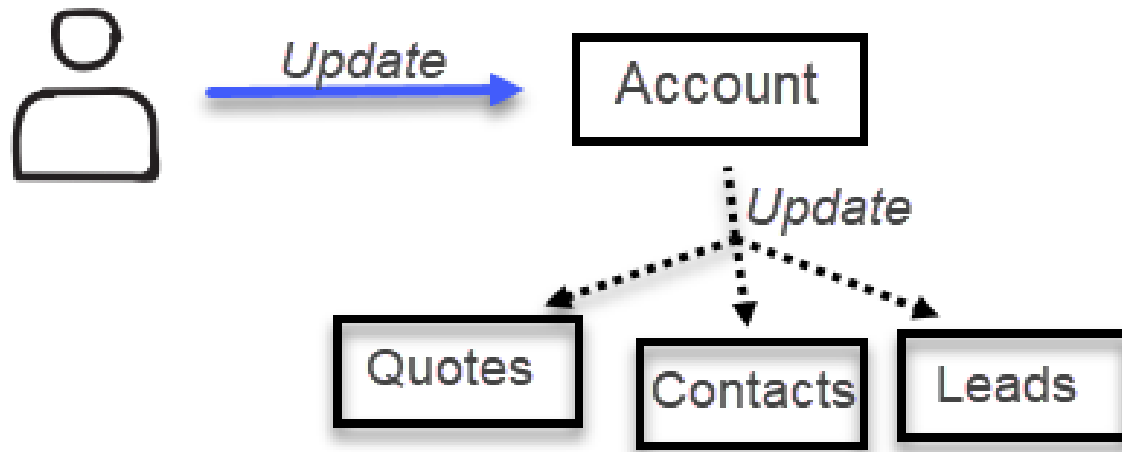 Update
Account
Update
Quotes
Contacts
Leads